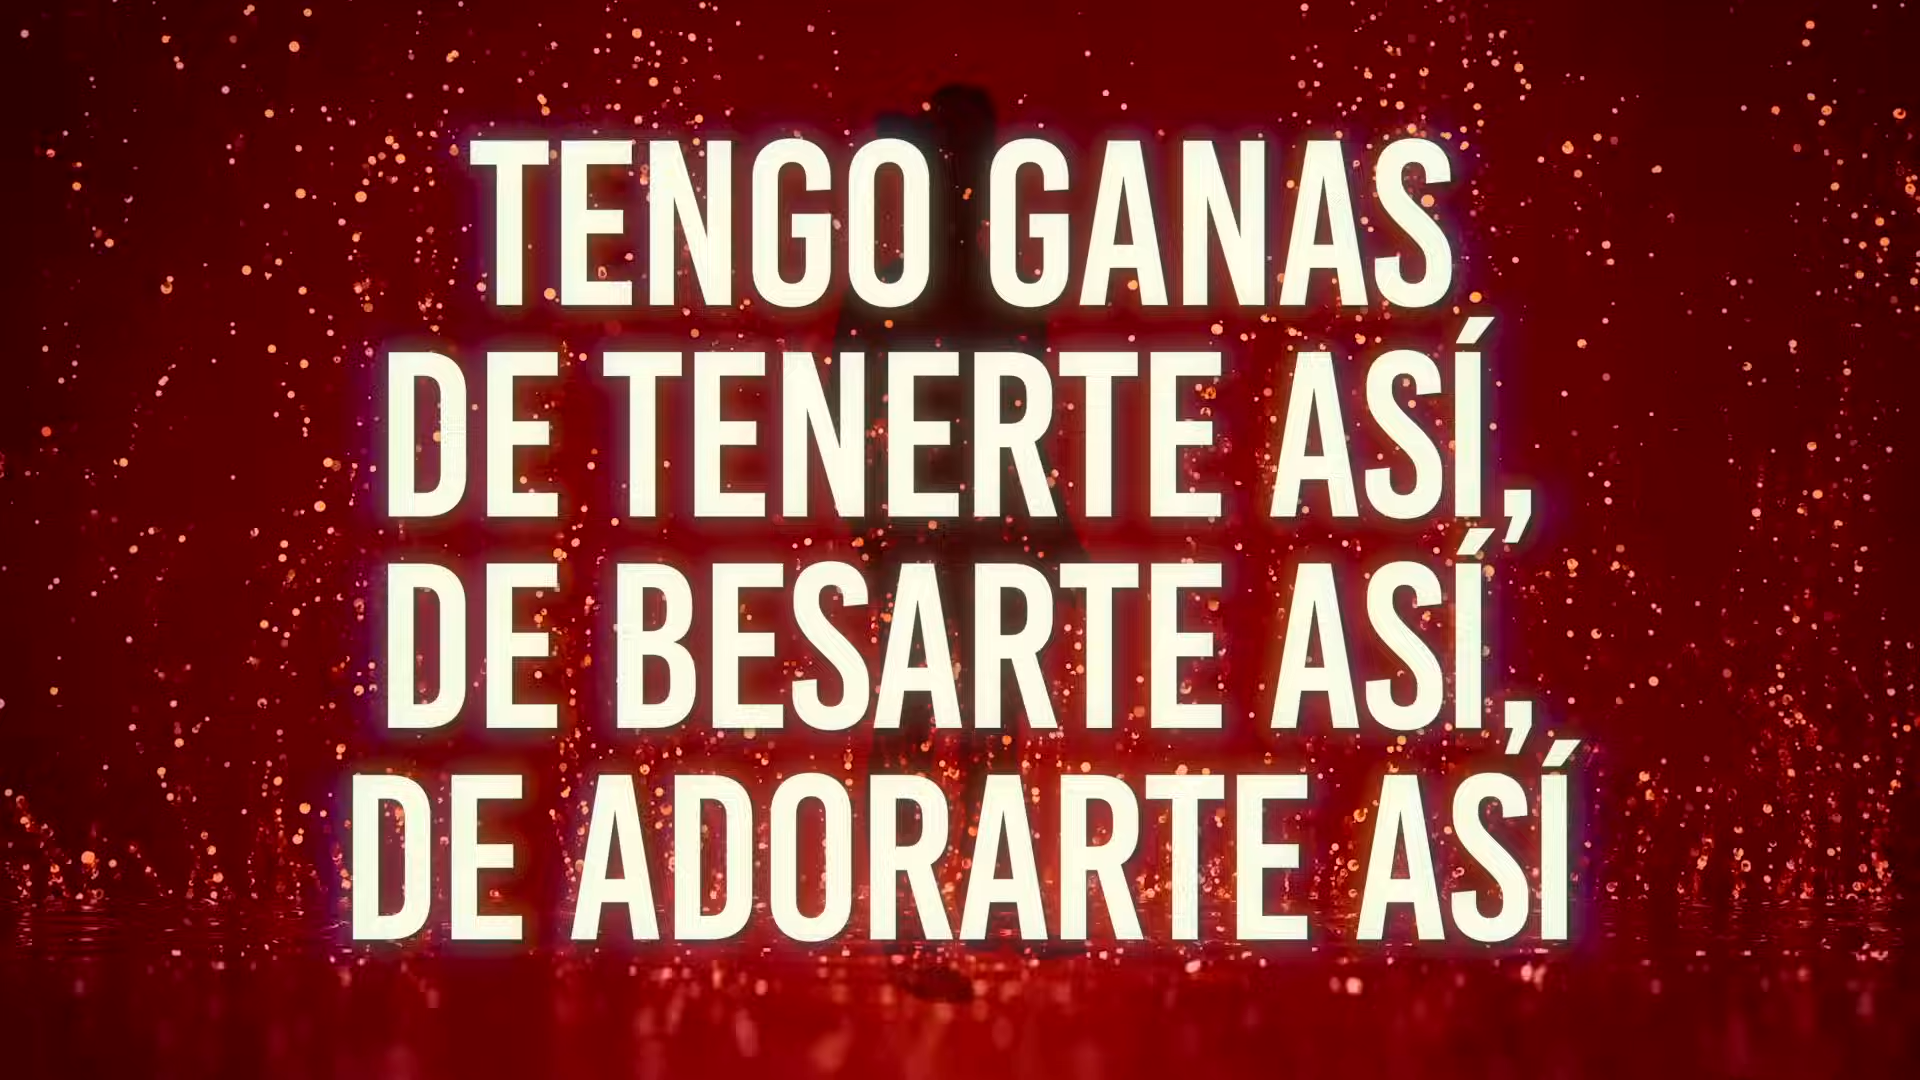 TENGO GANAS
DE TENERTE ASÍ,
DE BESARTE ASÍ,
DE ADORARTE ASÍ